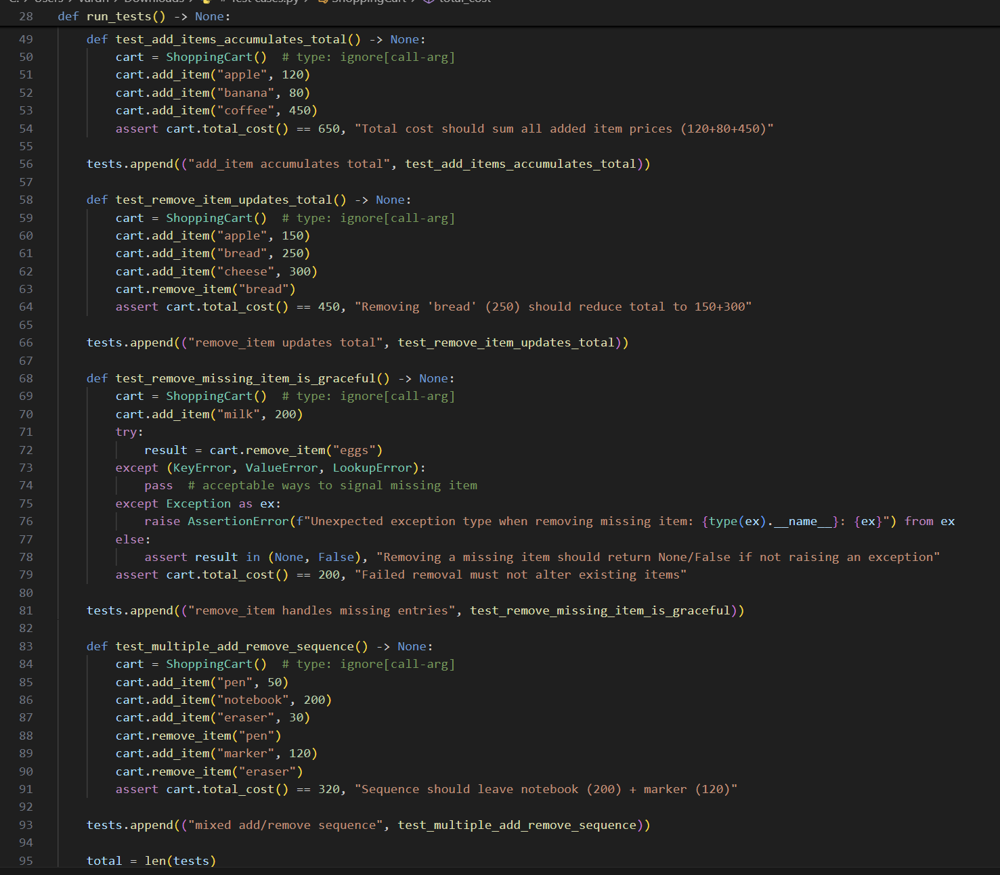 28 def run_tests() -> None:
49 def test_add_items_accumulates_total() -> None:
50 cart = ShoppingCart()  # type: ignore[call-arg]
51 cart.add_item("apple", 120)
52 cart.add_item("banana", 80)
53 cart.add_item("coffee", 450)
54 assert cart.total_cost() == 650, "Total cost should sum all added item prices (120+80+450)"
55
56 tests.append(("add_item accumulates total", test_add_items_accumulates_total))
57
58 def test_remove_item_updates_total() -> None:
59 cart = ShoppingCart()  # type: ignore[call-arg]
60 cart.add_item("apple", 150)
61 cart.add_item("bread", 250)
62 cart.add_item("cheese", 300)
63 cart.remove_item("bread")
64 assert cart.total_cost() == 450, "Removing 'bread' (250) should reduce total to 150+300"
65
66 tests.append(("remove_item updates total", test_remove_item_updates_total))
67
68 def test_remove_missing_item_is_graceful() -> None:
69 cart = ShoppingCart()  # type: ignore[call-arg]
70 cart.add_item("milk", 200)
71 try:
72 result = cart.remove_item("eggs")
73 except (KeyError, ValueError, LookupError):
74 pass  # acceptable ways to signal missing item
75 except Exception as ex:
76 raise AssertionError(f"Unexpected exception type when removing missing item: {type(ex).__name__}: {ex}") from ex
77 else:
78 assert result in (None, False), "Removing a missing item should return None/False if not raising an exception"
79 assert cart.total_cost() == 200, "Failed removal must not alter existing items"
80
81 tests.append(("remove_item handles missing entries", test_remove_missing_item_is_graceful))
82
83 def test_multiple_add_remove_sequence() -> None:
84 cart = ShoppingCart()  # type: ignore[call-arg]
85 cart.add_item("pen", 50)
86 cart.add_item("notebook", 200)
87 cart.add_item("eraser", 30)
88 cart.remove_item("pen")
89 cart.add_item("marker", 120)
90 cart.remove_item("eraser")
91 assert cart.total_cost() == 320, "Sequence should leave notebook (200) + marker (120)"
92
93 tests.append(("mixed add/remove sequence", test_multiple_add_remove_sequence))
94
95 total = len(tests)